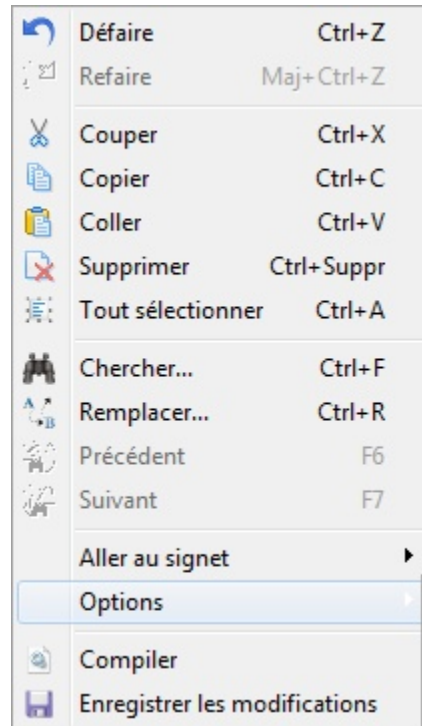 Défaire Ctrl+Z
Refaire Maj+Ctrl+Z
Couper Ctrl+X
Copier Ctrl+C
Coller Ctrl+V
Supprimer Ctrl+Suppr
Tout sélectionner Ctrl+A
Chercher... Ctrl+F
Remplacer... Ctrl+R
Précédent F6
Suivant F7
Aller au signet
Options
Compiler
Enregistrer les modifications